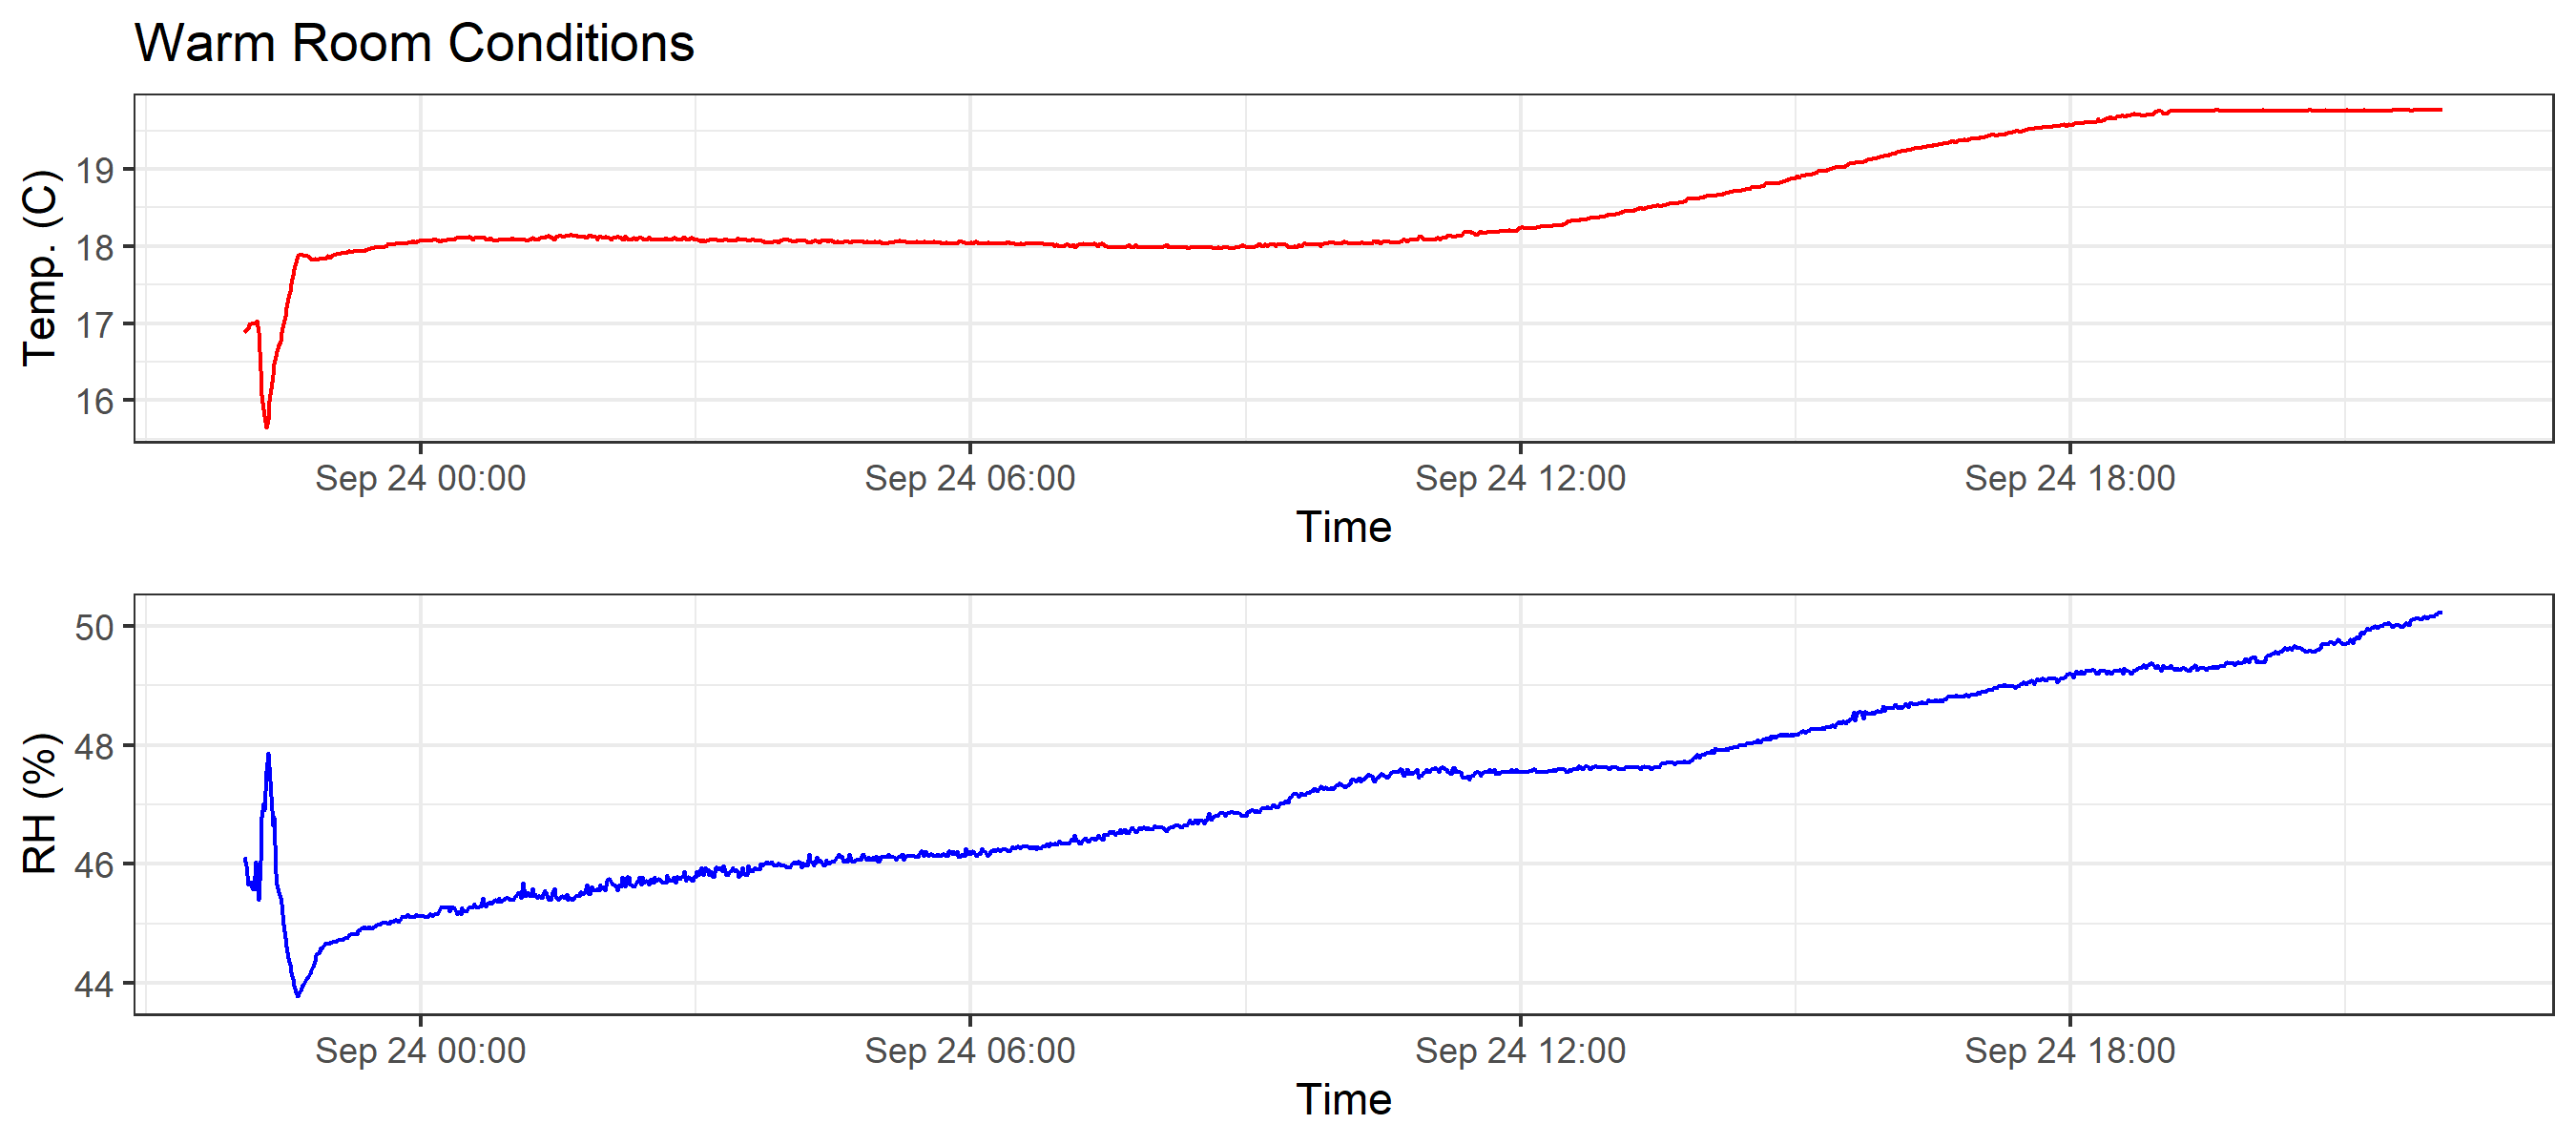 Warm Room Conditions
Temp. (C)
19
18
17
16
Sep 24 00:00 Sep 24 06:00 Sep 24 12:00 Sep 24 18:00
Time
RH (%)
50
48
46
44
Sep 24 00:00 Sep 24 06:00 Sep 24 12:00 Sep 24 18:00
Time